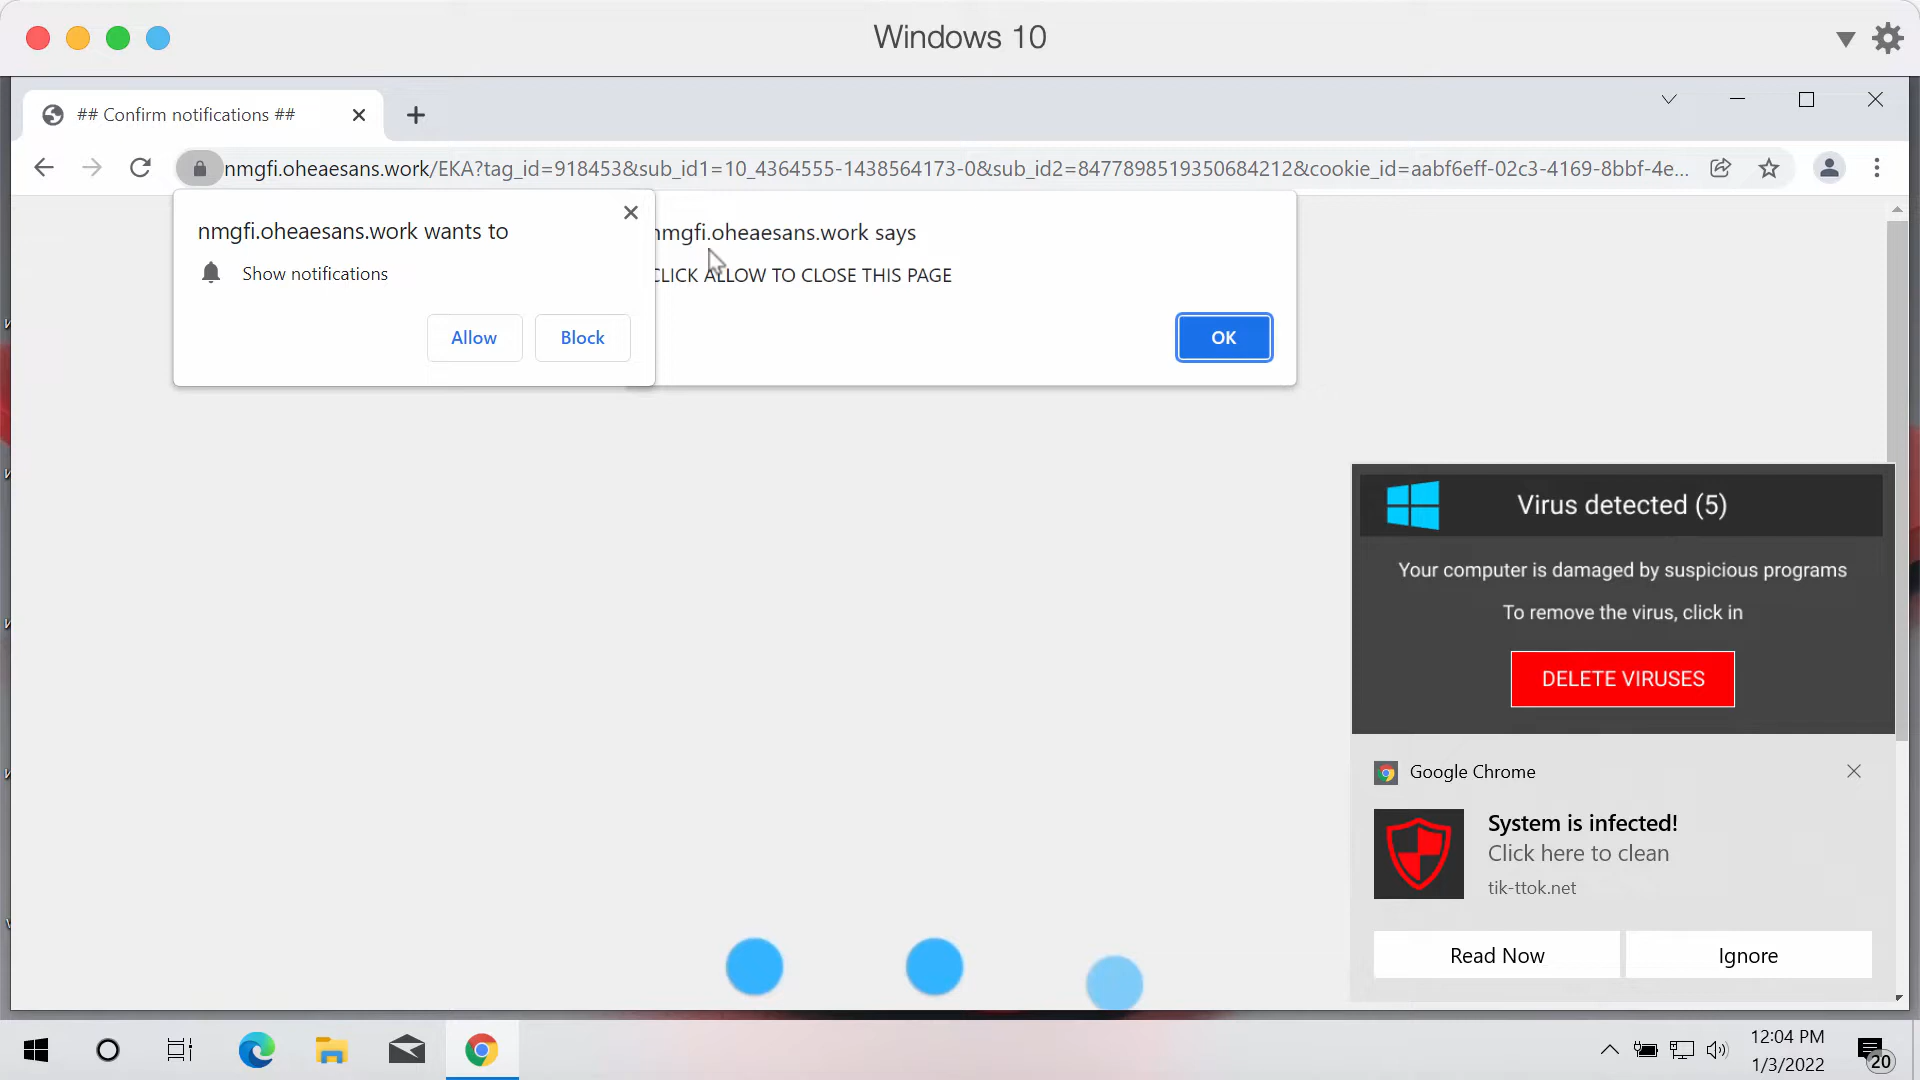 Windows 10
## Confirm notifications ##
nmgfi.oheaesans.work/EKA?tag_id=918453&sub_id1=10_4364555-1438564173-0&sub_id2=8477898519350684212&cookie_id=aabf6eff-02c3-4169-8bbf-4e...
nmgfi.oheaesans.work wants to
Show notifications
Allow
Block
nmgfi.oheaesans.work says
CLICK ALLOW TO CLOSE THIS PAGE
OK
Virus detected (5)
Your computer is damaged by suspicious programs
To remove the virus, click in
DELETE VIRUSES
Google Chrome
System is infected!
Click here to clean
tik-ttok.net
Read Now
Ignore
12:04 PM
1/3/2022
20